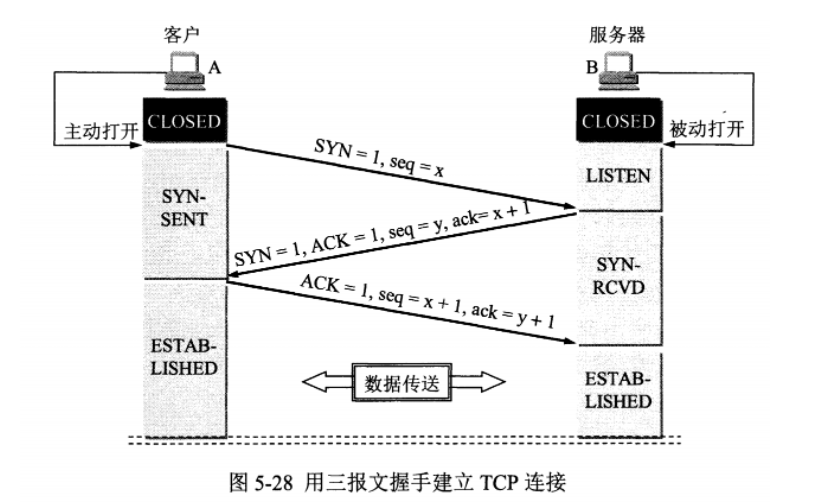 客户
服务器
A
B
CLOSED
CLOSED
主动打开
被动打开
SYN = 1, seq = x
LISTEN
SYN-
SENT
SYN = 1, ACK = 1, seq = y, ack= x + 1
SYN-
RCVD
ACK = 1, seq = x + 1, ack = y + 1
ESTAB-
LISHED
数据传送
ESTAB-
LISHED
图 5-28 用三报文握手建立 TCP 连接